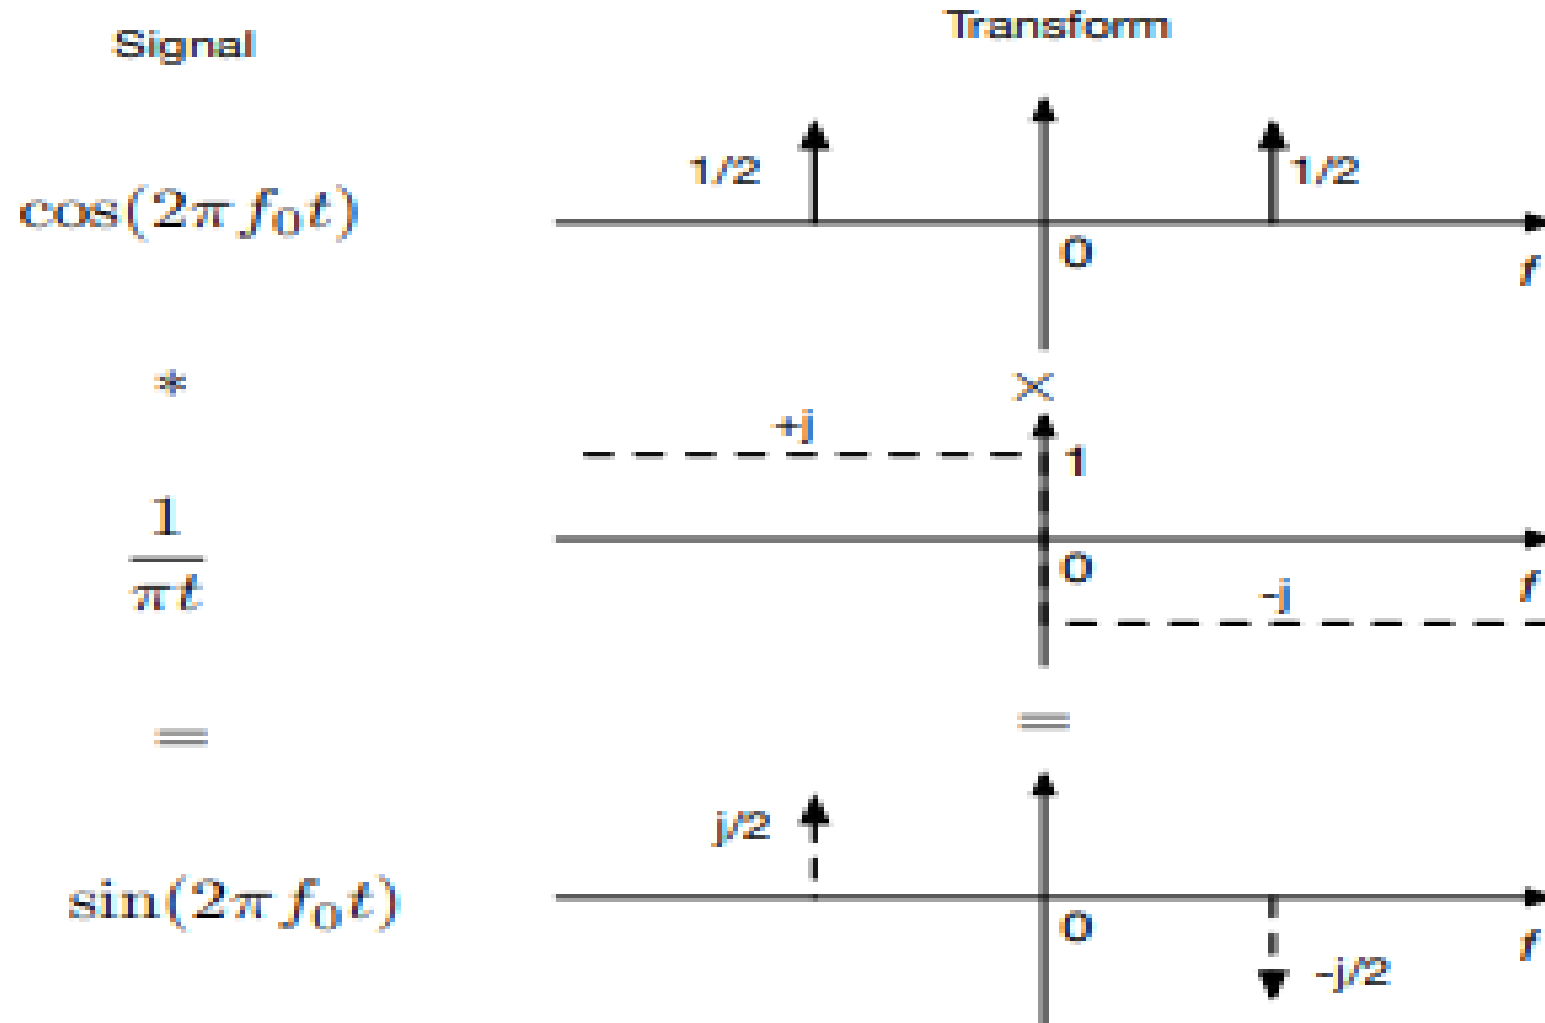 Signal
Transform
cos(2πf₀t)
1/2
1/2
0
f
*
×
+j
1
1
πt
0
-j
f
=
=
sin(2πf₀t)
j/2
0
f
-j/2